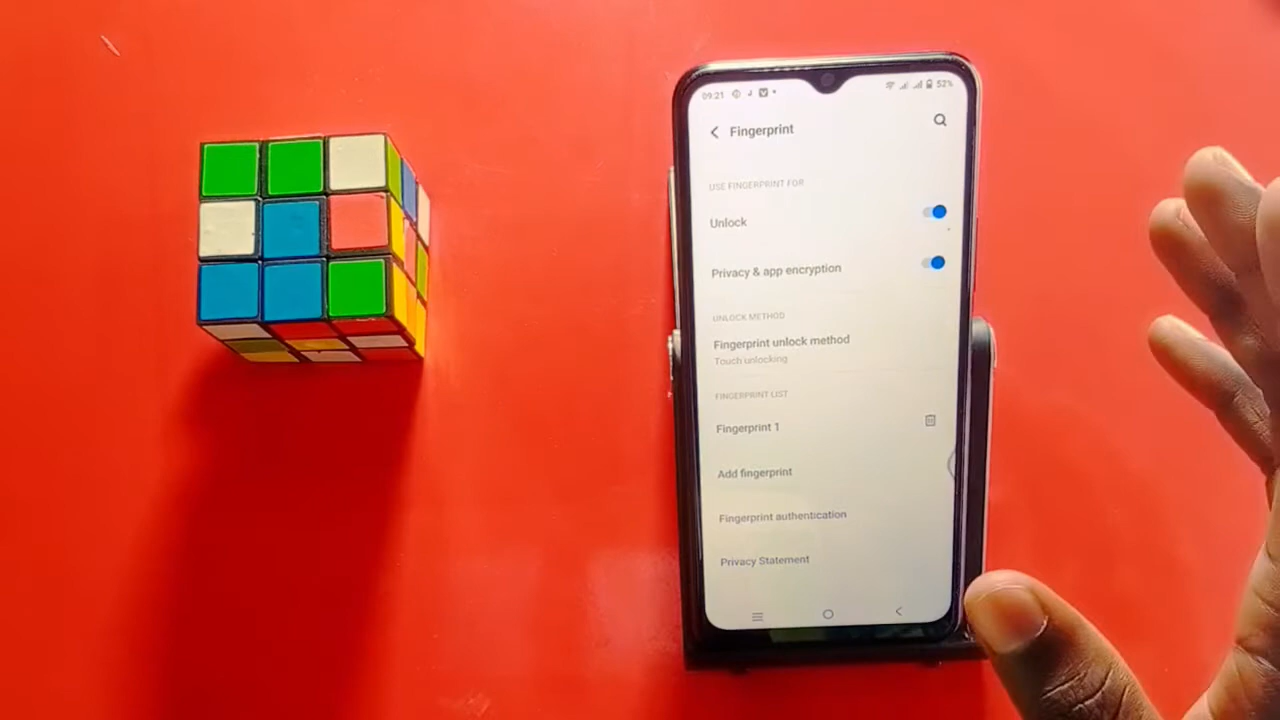 09:21 52%
Fingerprint
USE FINGERPRINT FOR
Unlock
Privacy & app encryption
UNLOCK METHOD
Fingerprint unlock method
Touch unlocking
FINGERPRINT LIST
Fingerprint 1
Add fingerprint
Fingerprint authentication
Privacy Statement